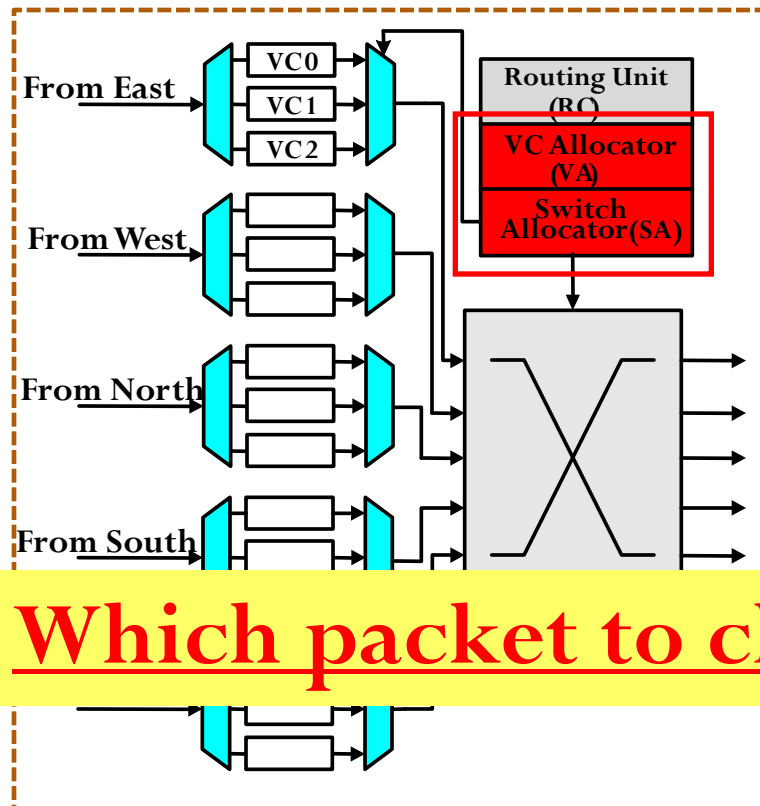 From East
VC0
VC1
VC2
Routing Unit
(RC)
VC Allocator
(VA)
Switch
Allocator(SA)
From West
From North
From South
Which packet to